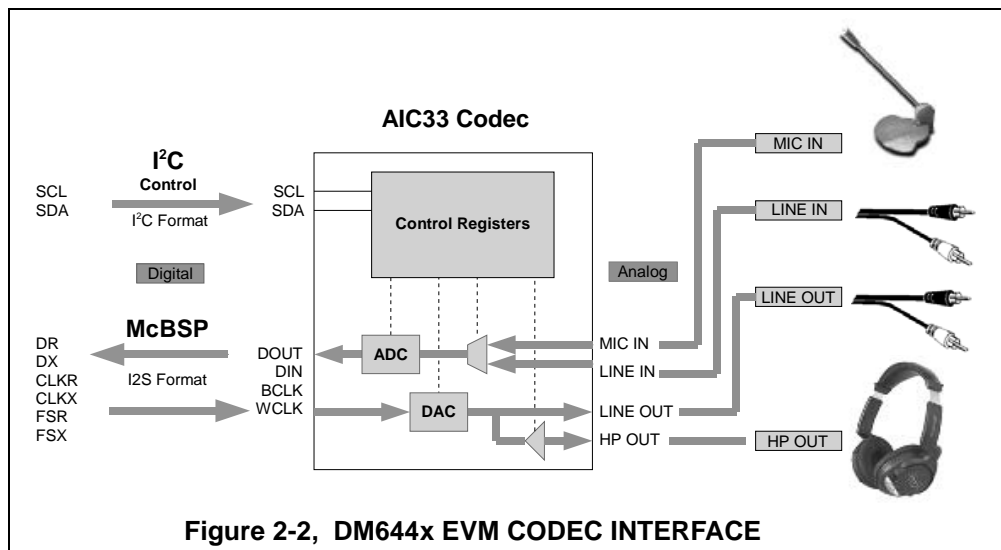 AIC33 Codec
I²C
Control
SCL
SDA
I²C Format
SCL
SDA
Control Registers
MIC IN
LINE IN
LINE OUT
HP OUT
Digital
Analog
McBSP
I2S Format
DR
DX
CLKR
CLKX
FSR
FSX
DOUT
DIN
BCLK
WCLK
ADC
DAC
MIC IN
LINE IN
LINE OUT
HP OUT
Figure 2-2, DM644x EVM CODEC INTERFACE